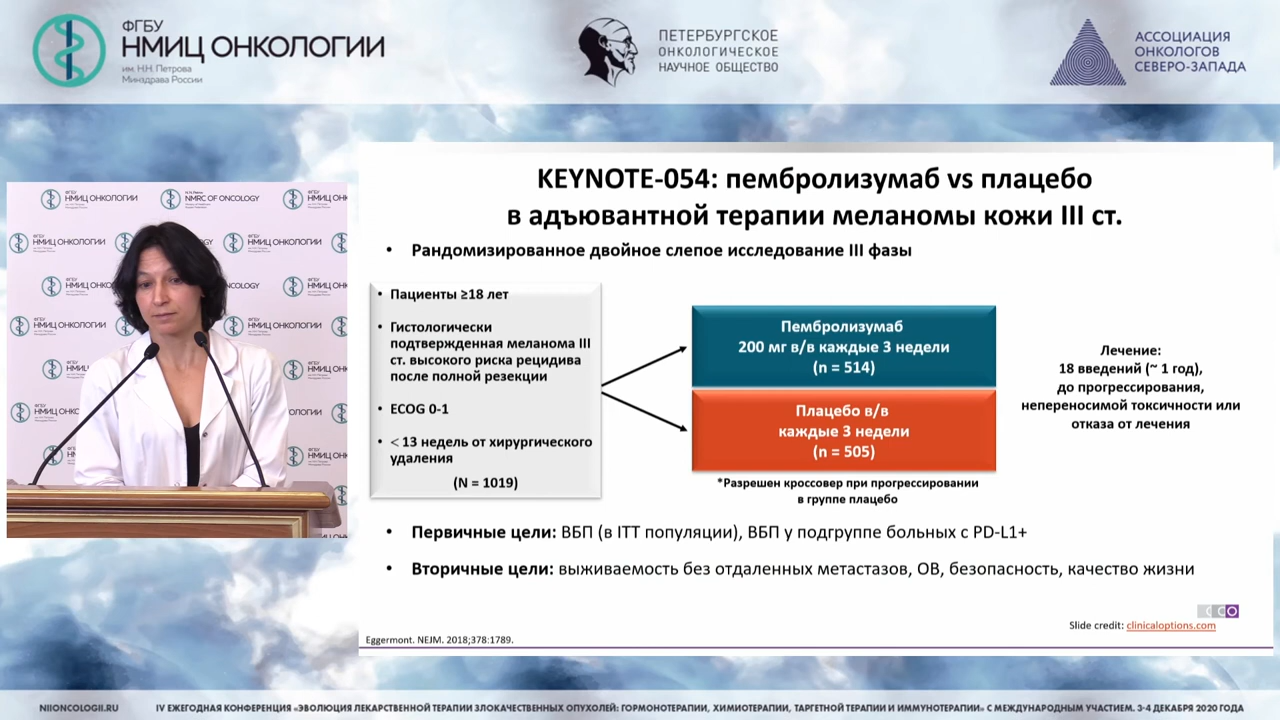 ФГБУ
НМИЦ ОНКОЛОГИИ
им. Н.Н. Петрова
Минздрава России
ПЕТЕРБУРГСКОЕ
ОНКОЛОГИЧЕСКОЕ
НАУЧНОЕ ОБЩЕСТВО
АССОЦИАЦИЯ
ОНКОЛОГОВ
СЕВЕРО-ЗАПАДА
KEYNOTE-054: пембролизумаб vs плацебо
в адъювантной терапии меланомы кожи III ст.
• Рандомизированное двойное слепое исследование III фазы
• Пациенты ≥18 лет
• Гистологически
подтвержденная меланома III
ст. высокого риска рецидива
после полной резекции
• ECOG 0-1
• < 13 недель от хирургического
удаления
(N = 1019)
Пембролизумаб
200 мг в/в каждые 3 недели
(n = 514)
Плацебо в/в
каждые 3 недели
(n = 505)
*Разрешен кроссовер при прогрессировании
в группе плацебо
Лечение:
18 введений (~ 1 год),
до прогрессирования,
непереносимой токсичности или
отказа от лечения
• Первичные цели: ВБП (в ITT популяции), ВБП у подгруппе больных с PD-L1+
• Вторичные цели: выживаемость без отдаленных метастазов, ОВ, безопасность, качество жизни
Slide credit: clinicaloptions.com
Eggermont. NEJM. 2018;378:1789.
ФГБУ
НМИЦ ОНКОЛОГИИ
NMRC OF ONCOLOGY
NIIONCOLOGII.RU
IV ЕЖЕГОДНАЯ КОНФЕРЕНЦИЯ «ЭВОЛЮЦИЯ ЛЕКАРСТВЕННОЙ ТЕРАПИИ ЗЛОКАЧЕСТВЕННЫХ ОПУХОЛЕЙ: ГОРМОНОТЕРАПИИ, ХИМИОТЕРАПИИ, ТАРГЕТНОЙ ТЕРАПИИ И ИММУНОТЕРАПИИ» С МЕЖДУНАРОДНЫМ УЧАСТИЕМ. 3-4 ДЕКАБРЯ 2020 ГОДА